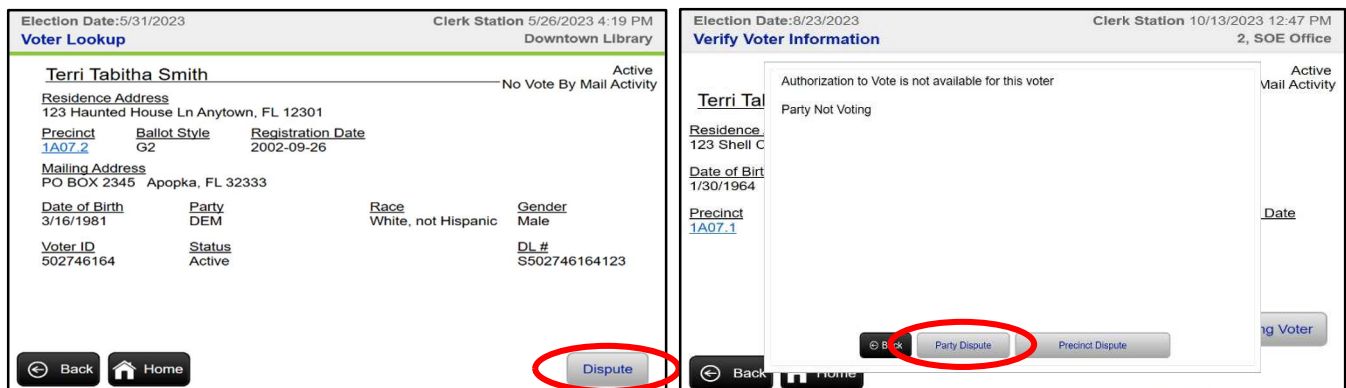 Election Date:5/31/2023 Clerk Station 5/26/2023 4:19 PM
Voter Lookup Downtown Library
Terri Tabitha Smith Active
No Vote By Mail Activity
Residence Address
123 Haunted House Ln Anytown, FL 12301
Precinct Ballot Style Registration Date
1A07.2 G2 2002-09-26
Mailing Address
PO BOX 2345 Apopka, FL 32333
Date of Birth Party Race Gender
3/16/1981 DEM White, not Hispanic Male
Voter ID Status DL #
502746164 Active S502746164123
Back Home Dispute
Election Date:8/23/2023 Clerk Station 10/13/2023 12:47 PM
Verify Voter Information 2, SOE Office
Active
Mail Activity
Authorization to Vote is not available for this voter
Terri
Party Not Voting
Residence
123 Shell
Date of
1/30/1964
Precinct Date
1A07.1
Voter
Back Party Dispute Precinct Dispute
Back Home